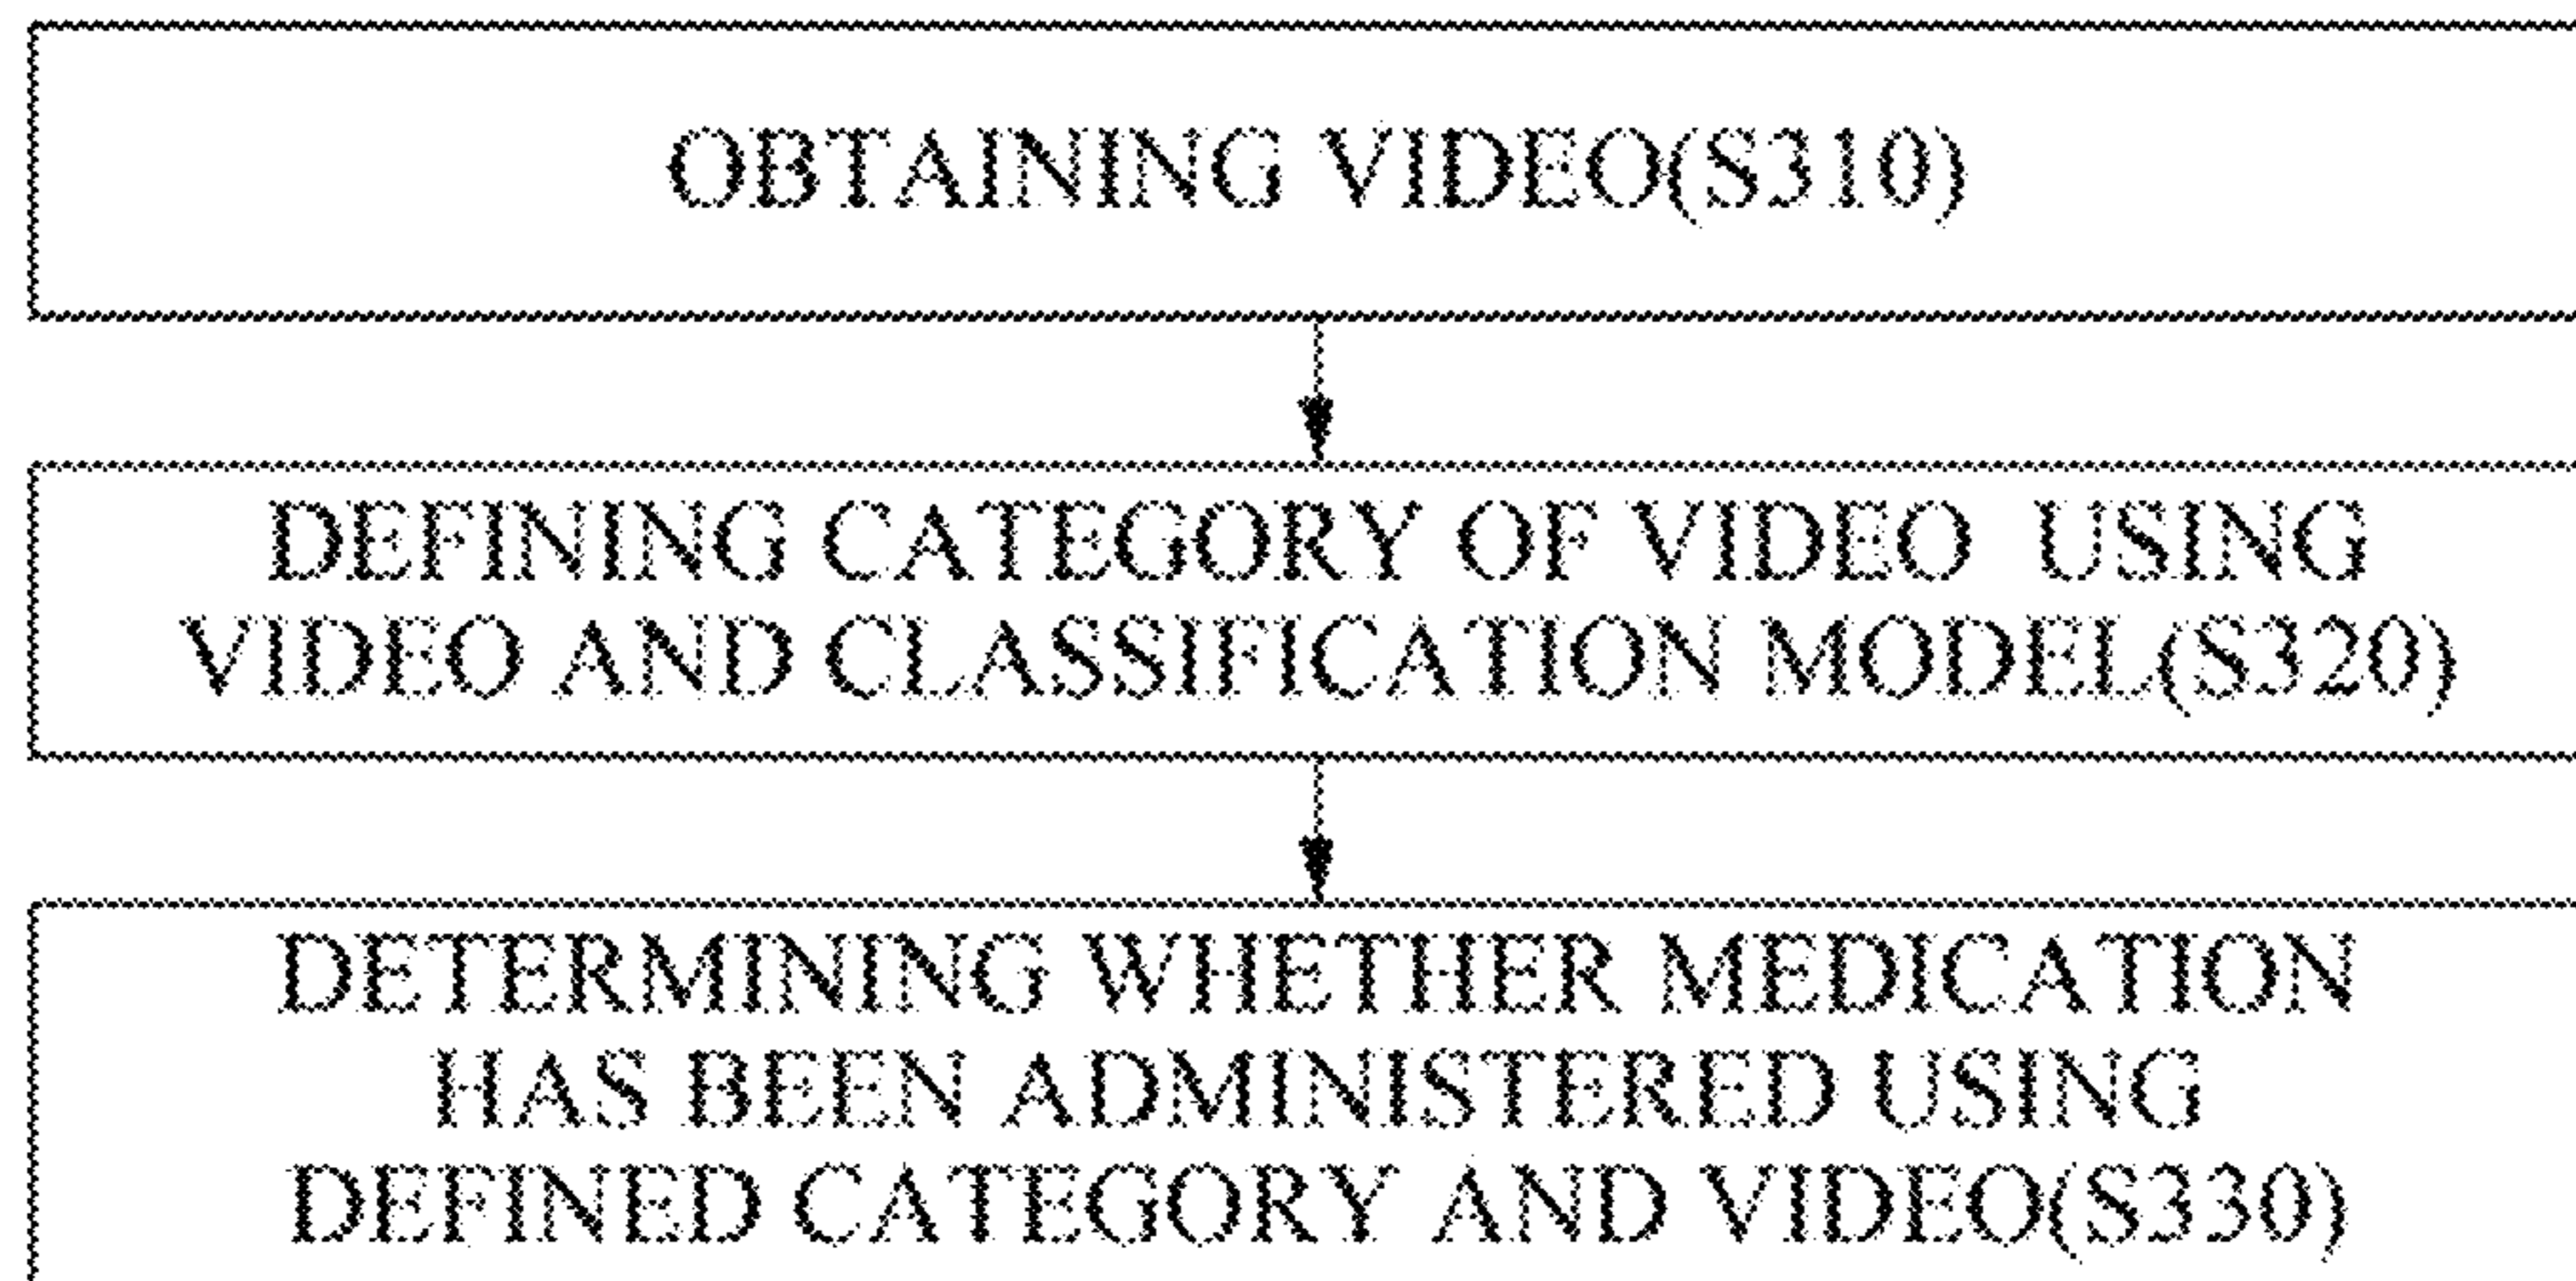 OBTAINING VIDEO(S310)
DEFINING CATEGORY OF VIDEO USING
VIDEO AND CLASSIFICATION MODEL(S320)
DETERMINING WHETHER MEDICATION
HAS BEEN ADMINISTERED USING
DEFINED CATEGORY AND VIDEO(S330)